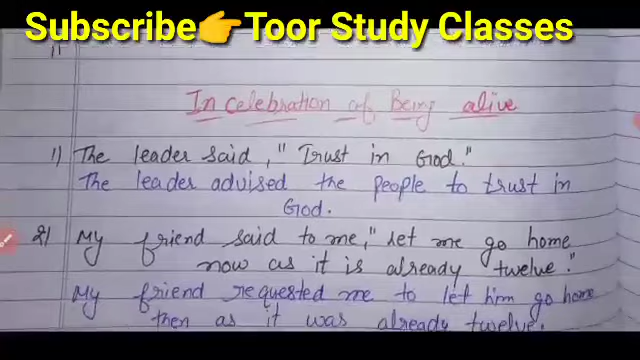 Subscribe👉Toor Study Classes
In celebration of Being alive
1) The leader said, "Trust in God."
The leader advised the people to trust in
God.
2) My friend said to me, "Let me go home
now as it is already twelve."
My friend requested me to let him go home
then as it was already twelve.